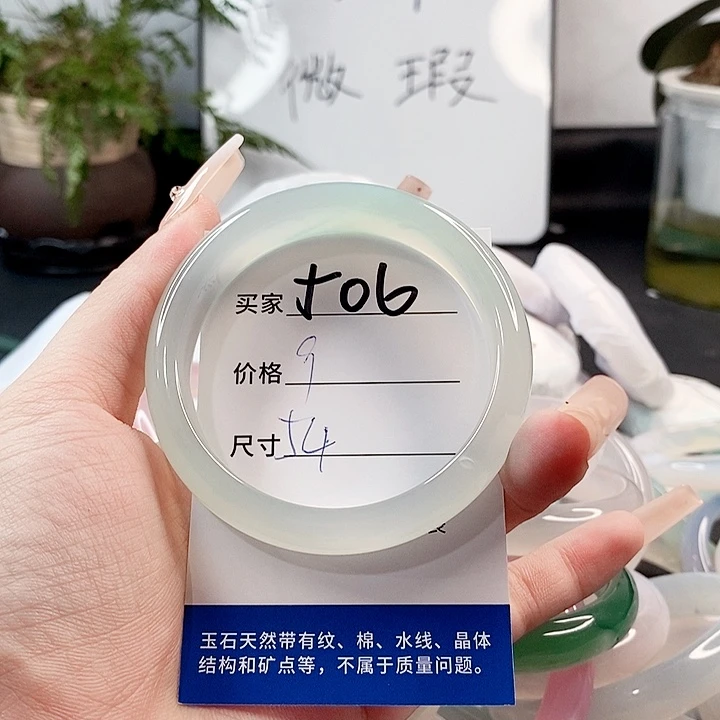 微 瑕
买家 506
价格 9
尺寸 54
玉石天然带有纹、棉、水线、晶体
结构和矿点等，不属于质量问题。